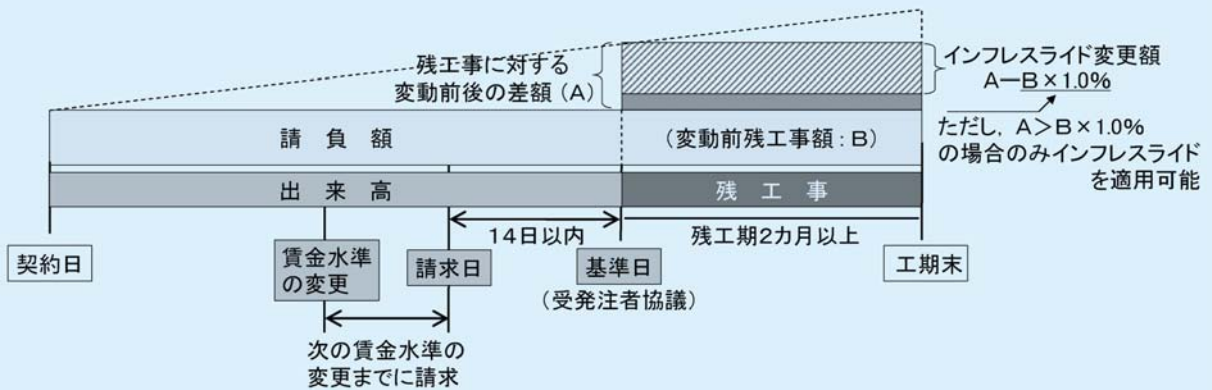 残工事に対する
変動前後の差額(A)
インフレスライド変更額
A-B×1.0%
ただし,A>B×1.0%
の場合のみインフレスライド
を適用可能
請 負 額
(変動前残工事額:B)
出 来 高
残 工 事
14日以内
残工期2カ月以上
契約日
賃金水準
の変更
請求日
基準日
(受発注者協議)
工期末
次の賃金水準の
変更までに請求